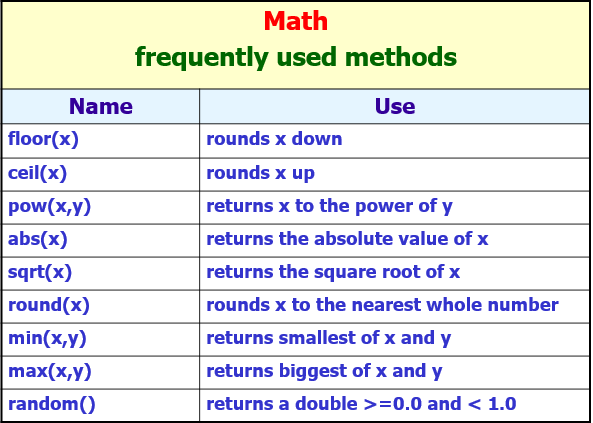 Math
frequently used methods
Name Use
floor(x) rounds x down
ceil(x) rounds x up
pow(x,y) returns x to the power of y
abs(x) returns the absolute value of x
sqrt(x) returns the square root of x
round(x) rounds x to the nearest whole number
min(x,y) returns smallest of x and y
max(x,y) returns biggest of x and y
random() returns a double >=0.0 and < 1.0